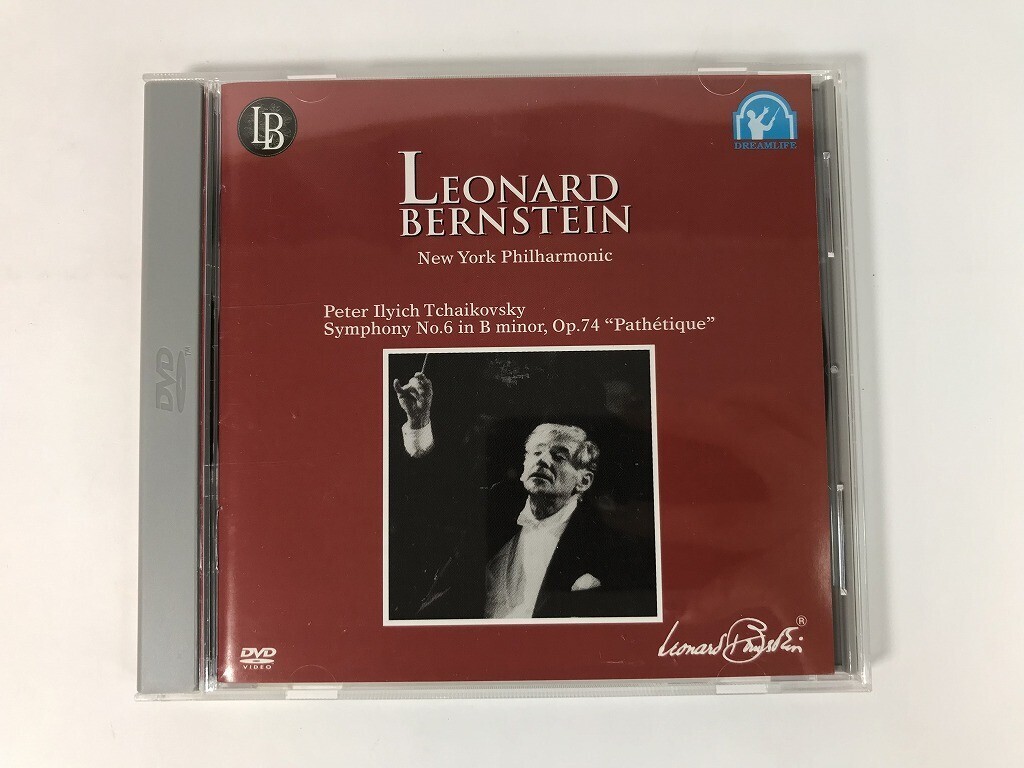 LB
DREAMLIFE
LEONARD
BERNSTEIN
New York Philharmonic
Peter Ilyich Tchaikovsky
Symphony No.6 in B minor, Op.74 “Pathétique”
DVD™
Leonard Bernstein®
DVD
VIDEO